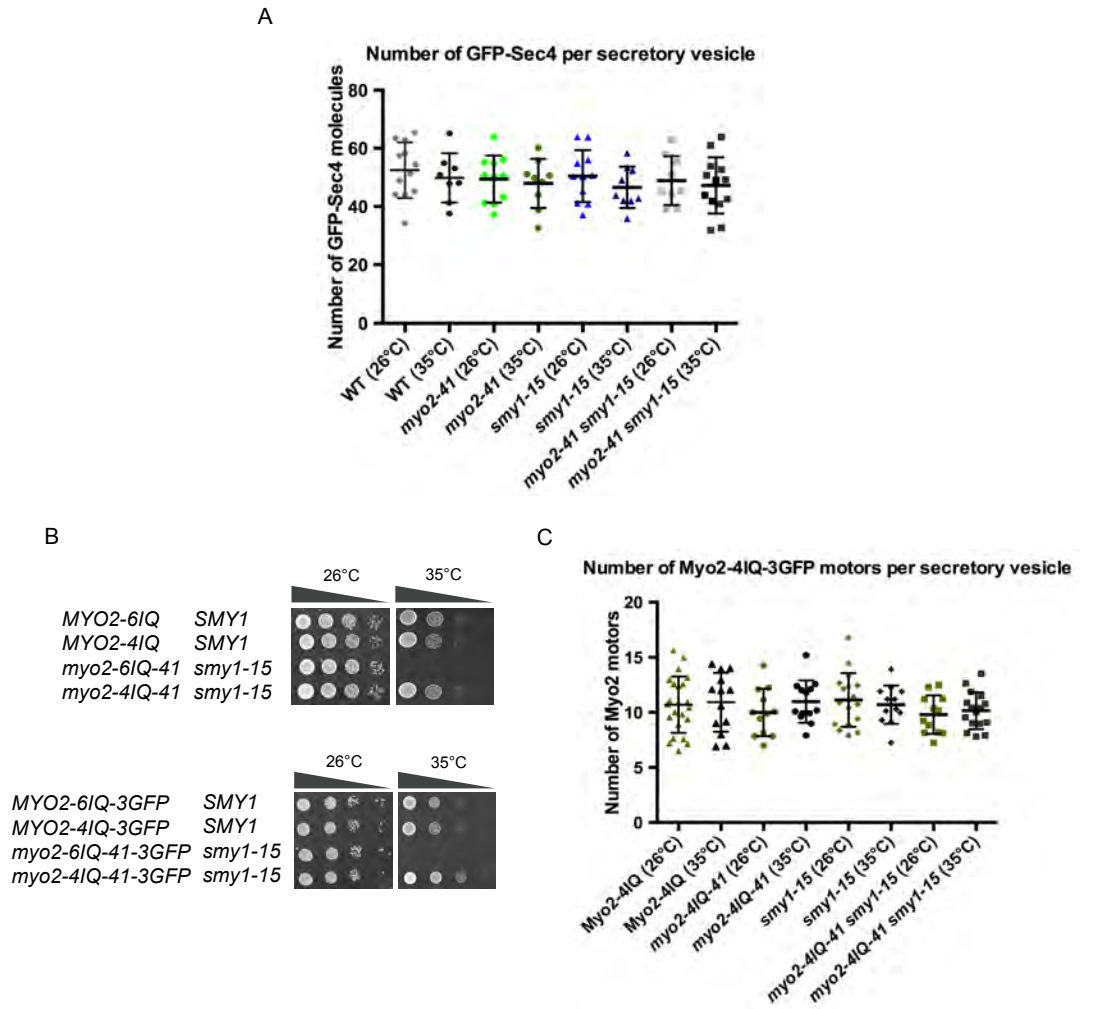 A
Number of GFP-Sec4 per secretory vesicle
Number of GFP-Sec4 molecules
80
60
40
20
0
WT (26°C)
WT (35°C)
myo2-41 (26°C)
myo2-41 (35°C)
smy1-15 (26°C)
smy1-15 (35°C)
myo2-41 smy1-15 (26°C)
myo2-41 smy1-15 (35°C)
B
26°C 35°C
MYO2-6IQ SMY1
MYO2-4IQ SMY1
myo2-6IQ-41 smy1-15
myo2-4IQ-41 smy1-15
26°C 35°C
MYO2-6IQ-3GFP SMY1
MYO2-4IQ-3GFP SMY1
myo2-6IQ-41-3GFP smy1-15
myo2-4IQ-41-3GFP smy1-15
C
Number of Myo2-4IQ-3GFP motors per secretory vesicle
Number of Myo2 motors
20
15
10
5
0
Myo2-4IQ (26°C)
Myo2-4IQ (35°C)
myo2-4IQ-41 (26°C)
myo2-4IQ-41 (35°C)
smy1-15 (26°C)
smy1-15 (35°C)
myo2-4IQ-41 smy1-15 (26°C)
myo2-4IQ-41 smy1-15 (35°C)